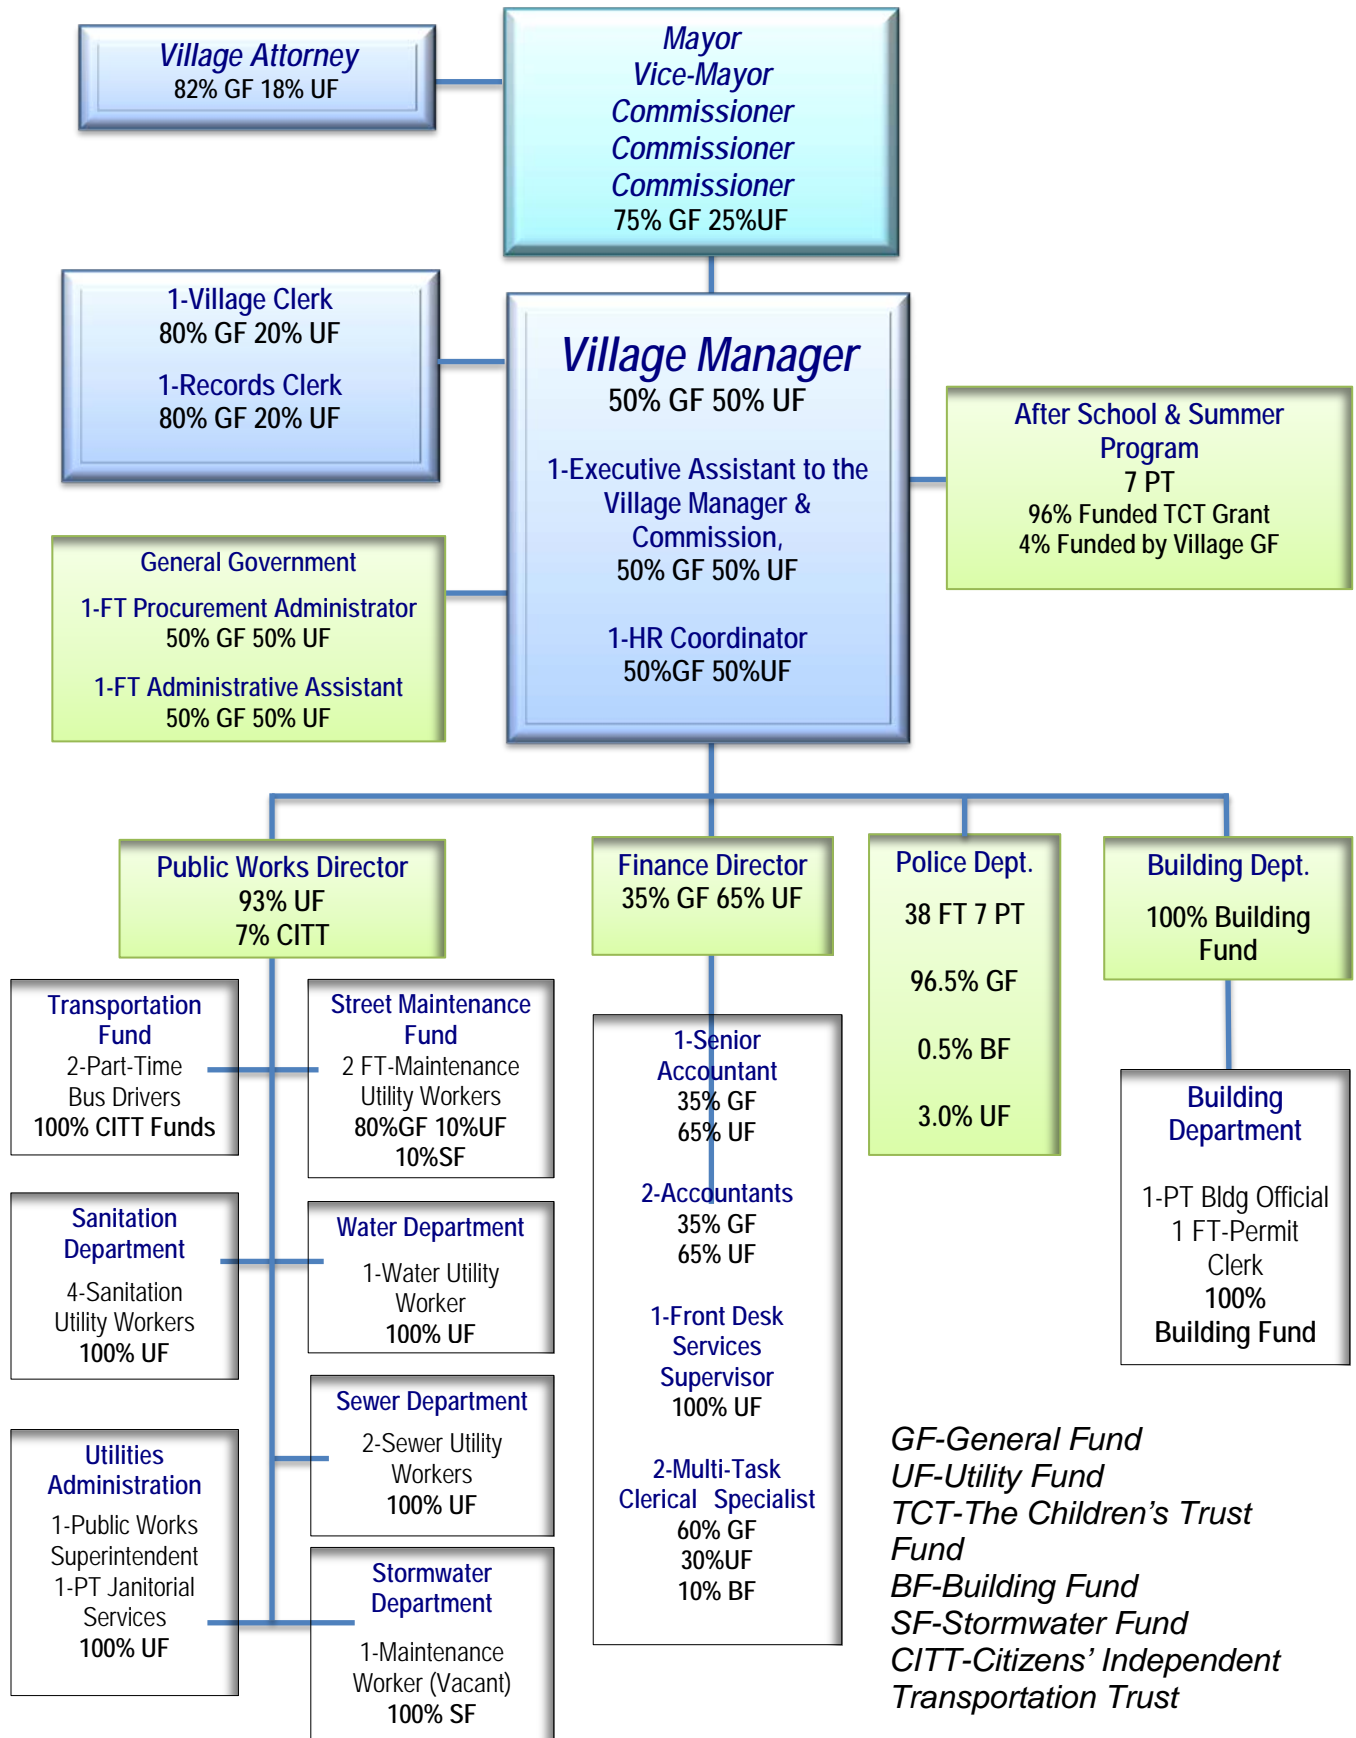 Village Attorney
82% GF 18% UF
Mayor
Vice-Mayor
Commissioner
Commissioner
Commissioner
75% GF 25%UF
1-Village Clerk
80% GF 20% UF
1-Records Clerk
80% GF 20% UF
Village Manager
50% GF 50% UF
1-Executive Assistant to the
Village Manager &
Commission,
50% GF 50% UF
1-HR Coordinator
50%GF 50%UF
After School & Summer
Program
7 PT
96% Funded TCT Grant
4% Funded by Village GF
General Government
1-FT Procurement Administrator
50% GF 50% UF
1-FT Administrative Assistant
50% GF 50% UF
Public Works Director
93% UF
7% CITT
Finance Director
35% GF 65% UF
Police Dept.
38 FT 7 PT
96.5% GF
0.5% BF
3.0% UF
Building Dept.
100% Building
Fund
Transportation
Fund
2-Part-Time
Bus Drivers
100% CITT Funds
Street Maintenance
Fund
2 FT-Maintenance
Utility Workers
80%GF 10%UF
10%SF
Sanitation
Department
4-Sanitation
Utility Workers
100% UF
Water Department
1-Water Utility
Worker
100% UF
Sewer Department
2-Sewer Utility
Workers
100% UF
Utilities
Administration
1-Public Works
Superintendent
1-PT Janitorial
Services
100% UF
Stormwater
Department
1-Maintenance
Worker (Vacant)
100% SF
1-Senior
Accountant
35% GF
65% UF
2-Accountants
35% GF
65% UF
1-Front Desk
Services
Supervisor
100% UF
2-Multi-Task
Clerical Specialist
60% GF
30%UF
10% BF
Building
Department
1-PT Bldg Official
1 FT-Permit
Clerk
100%
Building Fund
GF-General Fund
UF-Utility Fund
TCT-The Children's Trust
Fund
BF-Building Fund
SF-Stormwater Fund
CITT-Citizens' Independent
Transportation Trust